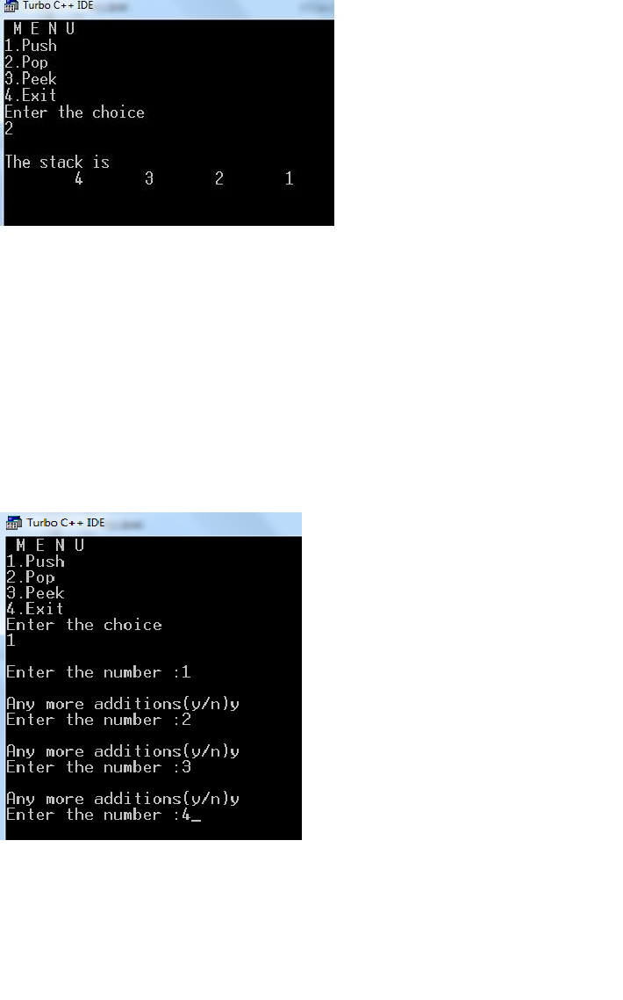 Turbo C++ IDE
M E N U
1.Push
2.Pop
3.Peek
4.Exit
Enter the choice
2
The stack is
4 3 2 1
Turbo C++ IDE
M E N U
1.Push
2.Pop
3.Peek
4.Exit
Enter the choice
1
Enter the number :1
Any more additions(y/n)y
Enter the number :2
Any more additions(y/n)y
Enter the number :3
Any more additions(y/n)y
Enter the number :4_